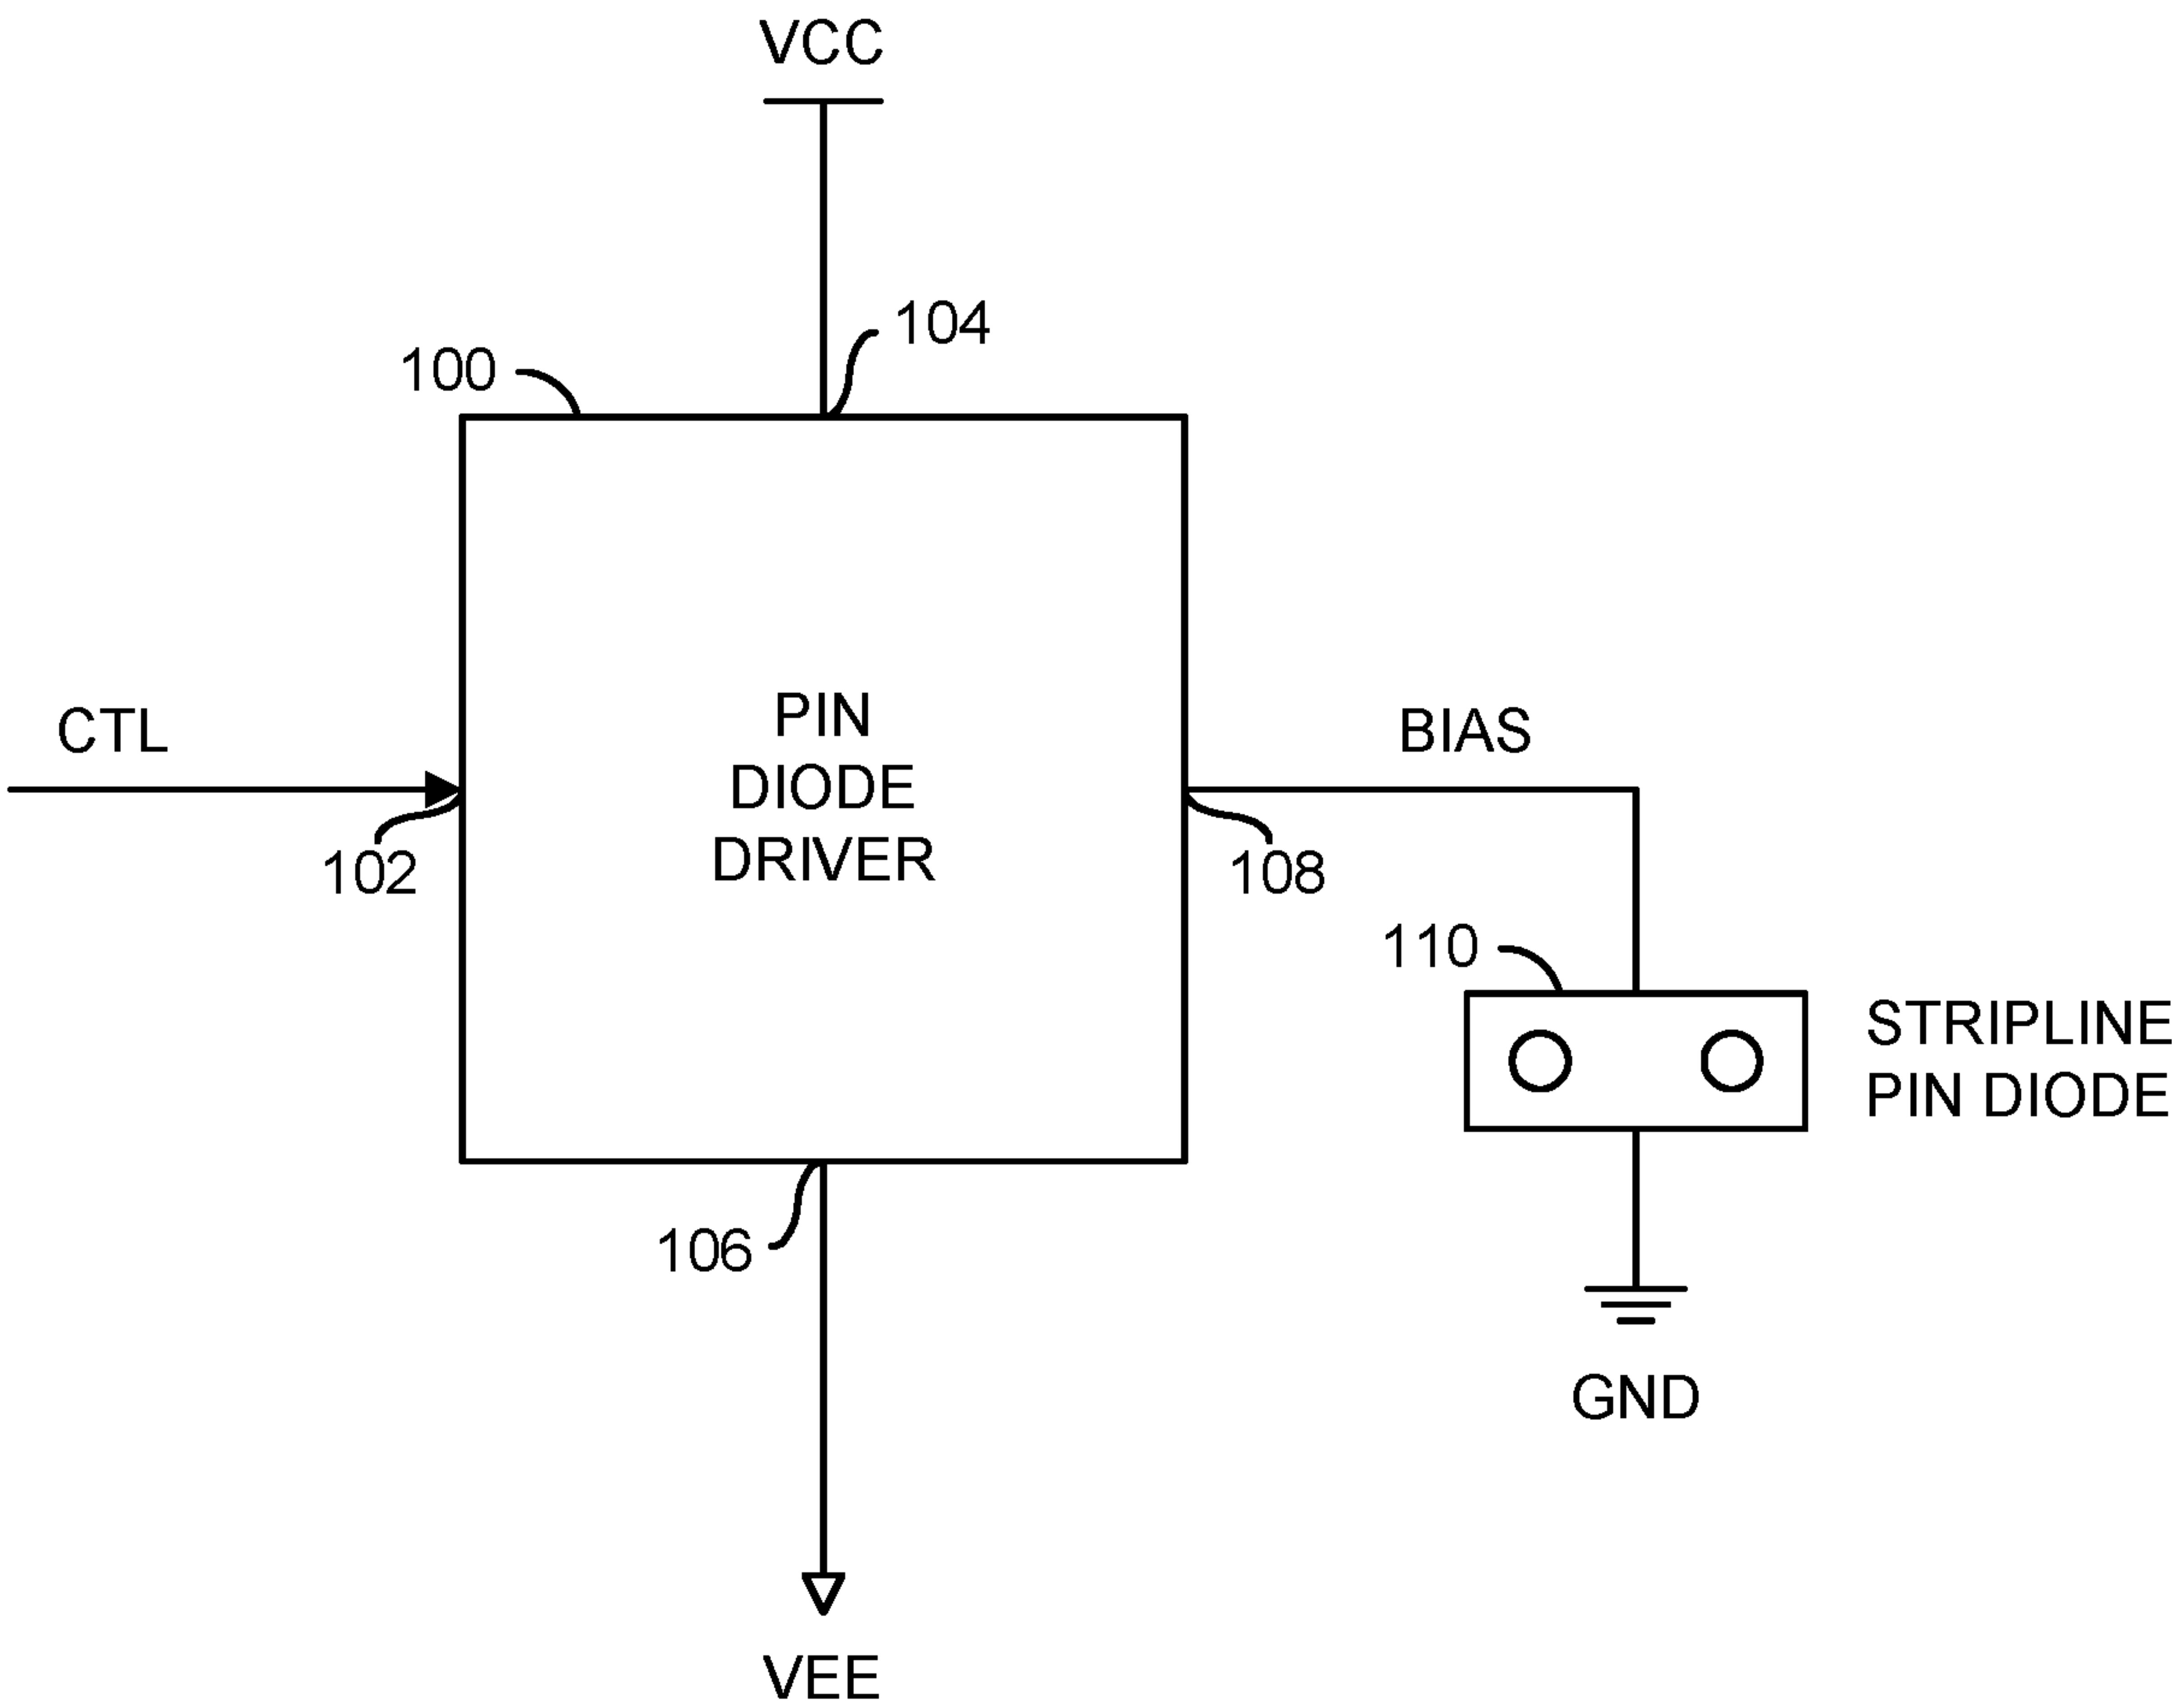 VCC
104
100
CTL
PIN
DIODE
DRIVER
BIAS
102
108
110
STRIPLINE
PIN DIODE
106
GND
VEE